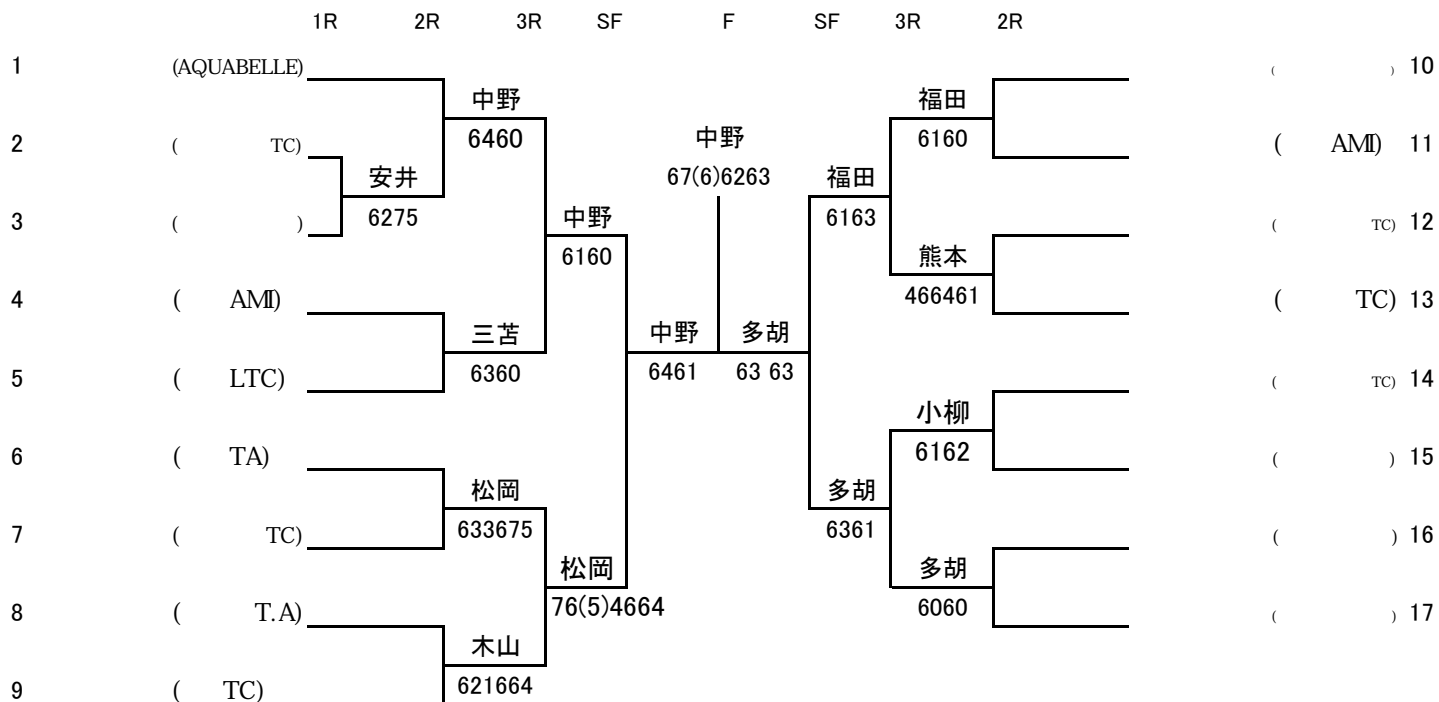 1R 2R 3R SF F SF 3R 2R
1 (AQUABELLE)
2 ( TC)
3 ( )
4 ( AMI)
5 ( LTC)
6 ( TA)
7 ( TC)
8 ( T.A)
9 ( TC)
安井
6275
中野
6460
三苫
6360
松岡
633675
木山
621664
中野
6160
松岡
76(5)4664
中野
6461
中野
67(6)6263
多胡
63 63
福田
6163
多胡
6361
福田
6160
熊本
466461
小柳
6162
多胡
6060
( ) 10
( AMI) 11
( TC) 12
( TC) 13
( TC) 14
( ) 15
( ) 16
( ) 17